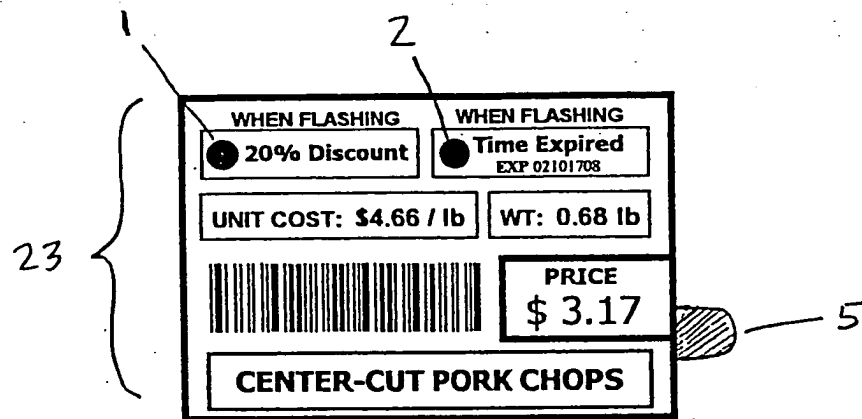 1
2
WHEN FLASHING WHEN FLASHING
20% Discount Time Expired
EXP 02101708
UNIT COST: $4.66 / lb WT: 0.68 lb
23
PRICE
$ 3.17
5
CENTER-CUT PORK CHOPS